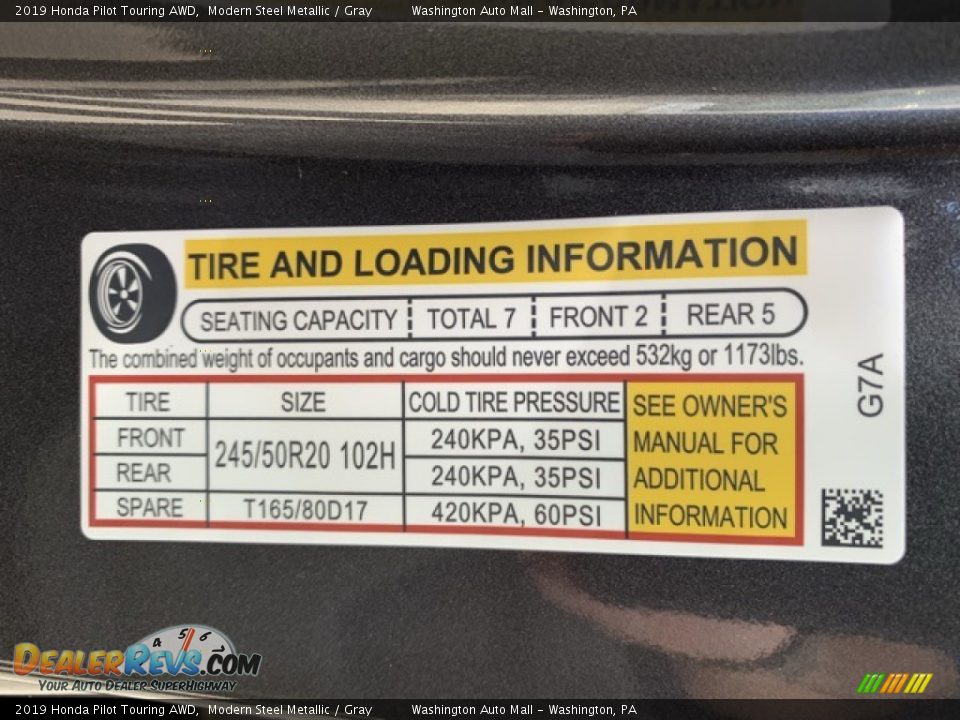 2019 Honda Pilot Touring AWD, Modern Steel Metallic / Gray Washington Auto Mall - Washington, PA
TIRE AND LOADING INFORMATION
SEATING CAPACITY TOTAL 7 FRONT 2 REAR 5
The combined weight of occupants and cargo should never exceed 532kg or 1173lbs.
TIRE SIZE COLD TIRE PRESSURE
FRONT 245/50R20 102H 240KPA, 35PSI
REAR 240KPA, 35PSI
SPARE T165/80D17 420KPA, 60PSI
SEE OWNER'S
MANUAL FOR
ADDITIONAL
INFORMATION
G7A
4 5 6
DEALERREVS.COM
YOUR AUTO DEALER SUPERHIGHWAY
2019 Honda Pilot Touring AWD, Modern Steel Metallic / Gray Washington Auto Mall - Washington, PA